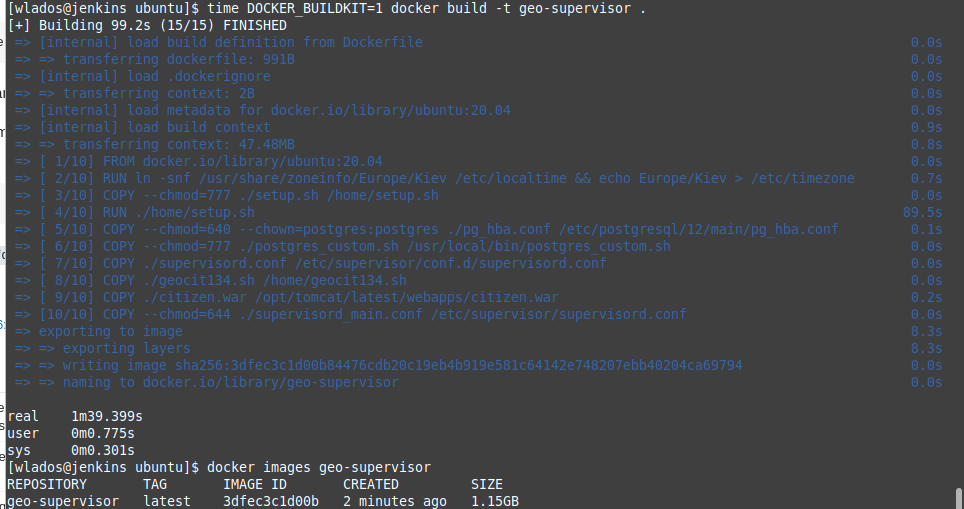 [wlados@jenkins ubuntu]$ time DOCKER_BUILDKIT=1 docker build -t geo-supervisor .
[+] Building 99.2s (15/15) FINISHED
=> [internal] load build definition from Dockerfile 0.0s
=> => transferring dockerfile: 991B 0.0s
=> [internal] load .dockerignore 0.0s
=> => transferring context: 2B 0.0s
=> [internal] load metadata for docker.io/library/ubuntu:20.04 0.0s
=> [internal] load build context 0.9s
=> => transferring context: 47.48MB 0.8s
=> [ 1/10] FROM docker.io/library/ubuntu:20.04 0.0s
=> [ 2/10] RUN ln -snf /usr/share/zoneinfo/Europe/Kiev /etc/localtime && echo Europe/Kiev > /etc/timezone 0.7s
=> [ 3/10] COPY --chmod=777 ./setup.sh /home/setup.sh 0.0s
=> [ 4/10] RUN ./home/setup.sh 89.5s
=> [ 5/10] COPY --chmod=640 --chown=postgres:postgres ./pg_hba.conf /etc/postgresql/12/main/pg_hba.conf 0.1s
=> [ 6/10] COPY --chmod=777 ./postgres_custom.sh /usr/local/bin/postgres_custom.sh 0.0s
=> [ 7/10] COPY ./supervisord.conf /etc/supervisor/conf.d/supervisord.conf 0.0s
=> [ 8/10] COPY ./geocit134.sh /home/geocit134.sh 0.0s
=> [ 9/10] COPY ./citizen.war /opt/tomcat/latest/webapps/citizen.war 0.2s
=> [10/10] COPY --chmod=644 ./supervisord_main.conf /etc/supervisor/supervisord.conf 0.0s
=> exporting to image 8.3s
=> => exporting layers 8.3s
=> => writing image sha256:3dfec3c1d00b84476cdb20c19eb4b919e581c64142e748207ebb40204ca69794 0.0s
=> => naming to docker.io/library/geo-supervisor 0.0s
real 1m39.399s
user 0m0.775s
sys 0m0.301s
[wlados@jenkins ubuntu]$ docker images geo-supervisor
REPOSITORY TAG IMAGE ID CREATED SIZE
geo-supervisor latest 3dfec3c1d00b 2 minutes ago 1.15GB